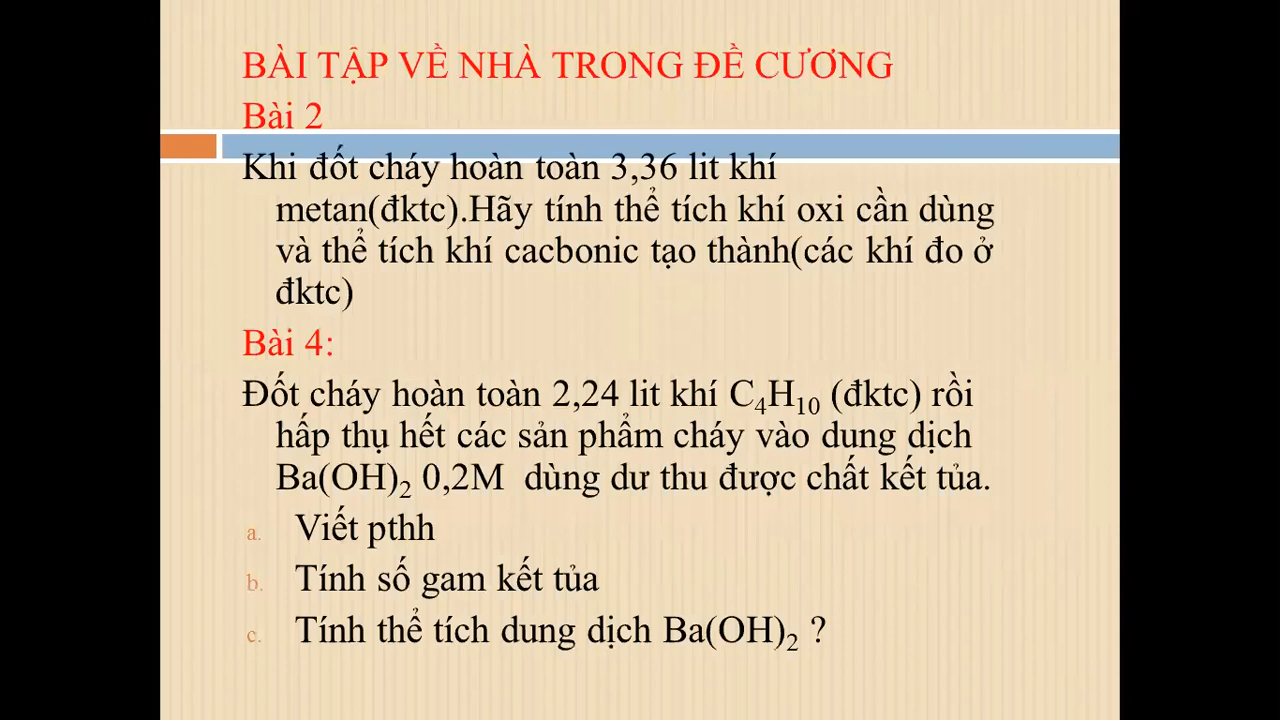 BÀI TẬP VỀ NHÀ TRONG ĐỀ CƯƠNG
Bài 2
Khi đốt cháy hoàn toàn 3,36 lit khí
metan(đktc).Hãy tính thể tích khí oxi cần dùng
và thể tích khí cacbonic tạo thành(các khí đo ở
đktc)
Bài 4:
Đốt cháy hoàn toàn 2,24 lit khí C₄H₁₀ (đktc) rồi
hấp thụ hết các sản phẩm cháy vào dung dịch
Ba(OH)₂ 0,2M dùng dư thu được chất kết tủa.
a. Viết pthh
b. Tính số gam kết tủa
c. Tính thể tích dung dịch Ba(OH)₂ ?